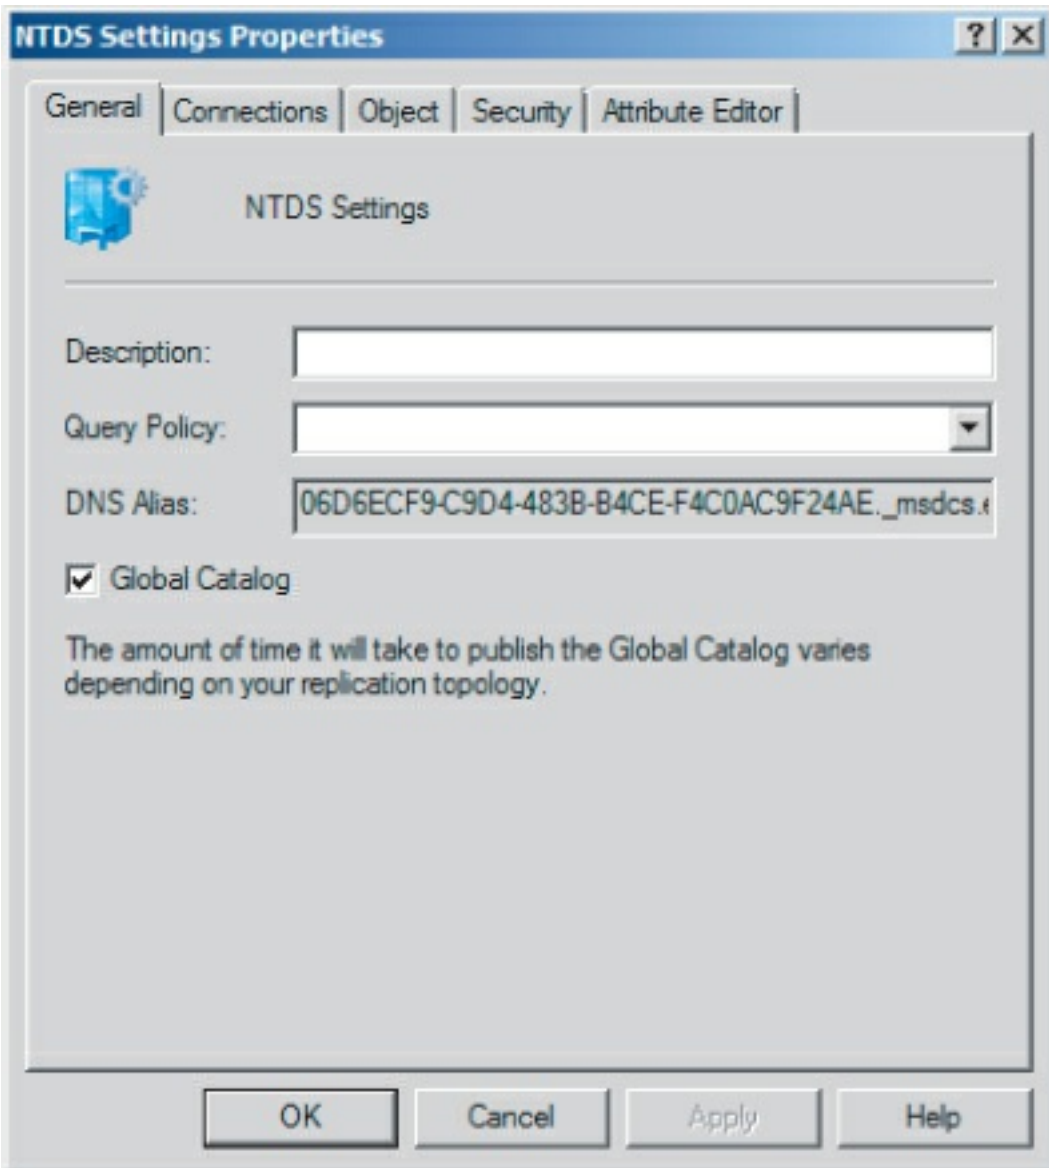 NTDS Settings Properties
General Connections Object Security Attribute Editor
NTDS Settings
Description:
Query Policy:
DNS Alias: 06D6ECF9-C9D4-483B-B4CE-F4C0AC9F24AE._msdcs.e
Global Catalog
The amount of time it will take to publish the Global Catalog varies
depending on your replication topology.
OK Cancel Apply Help